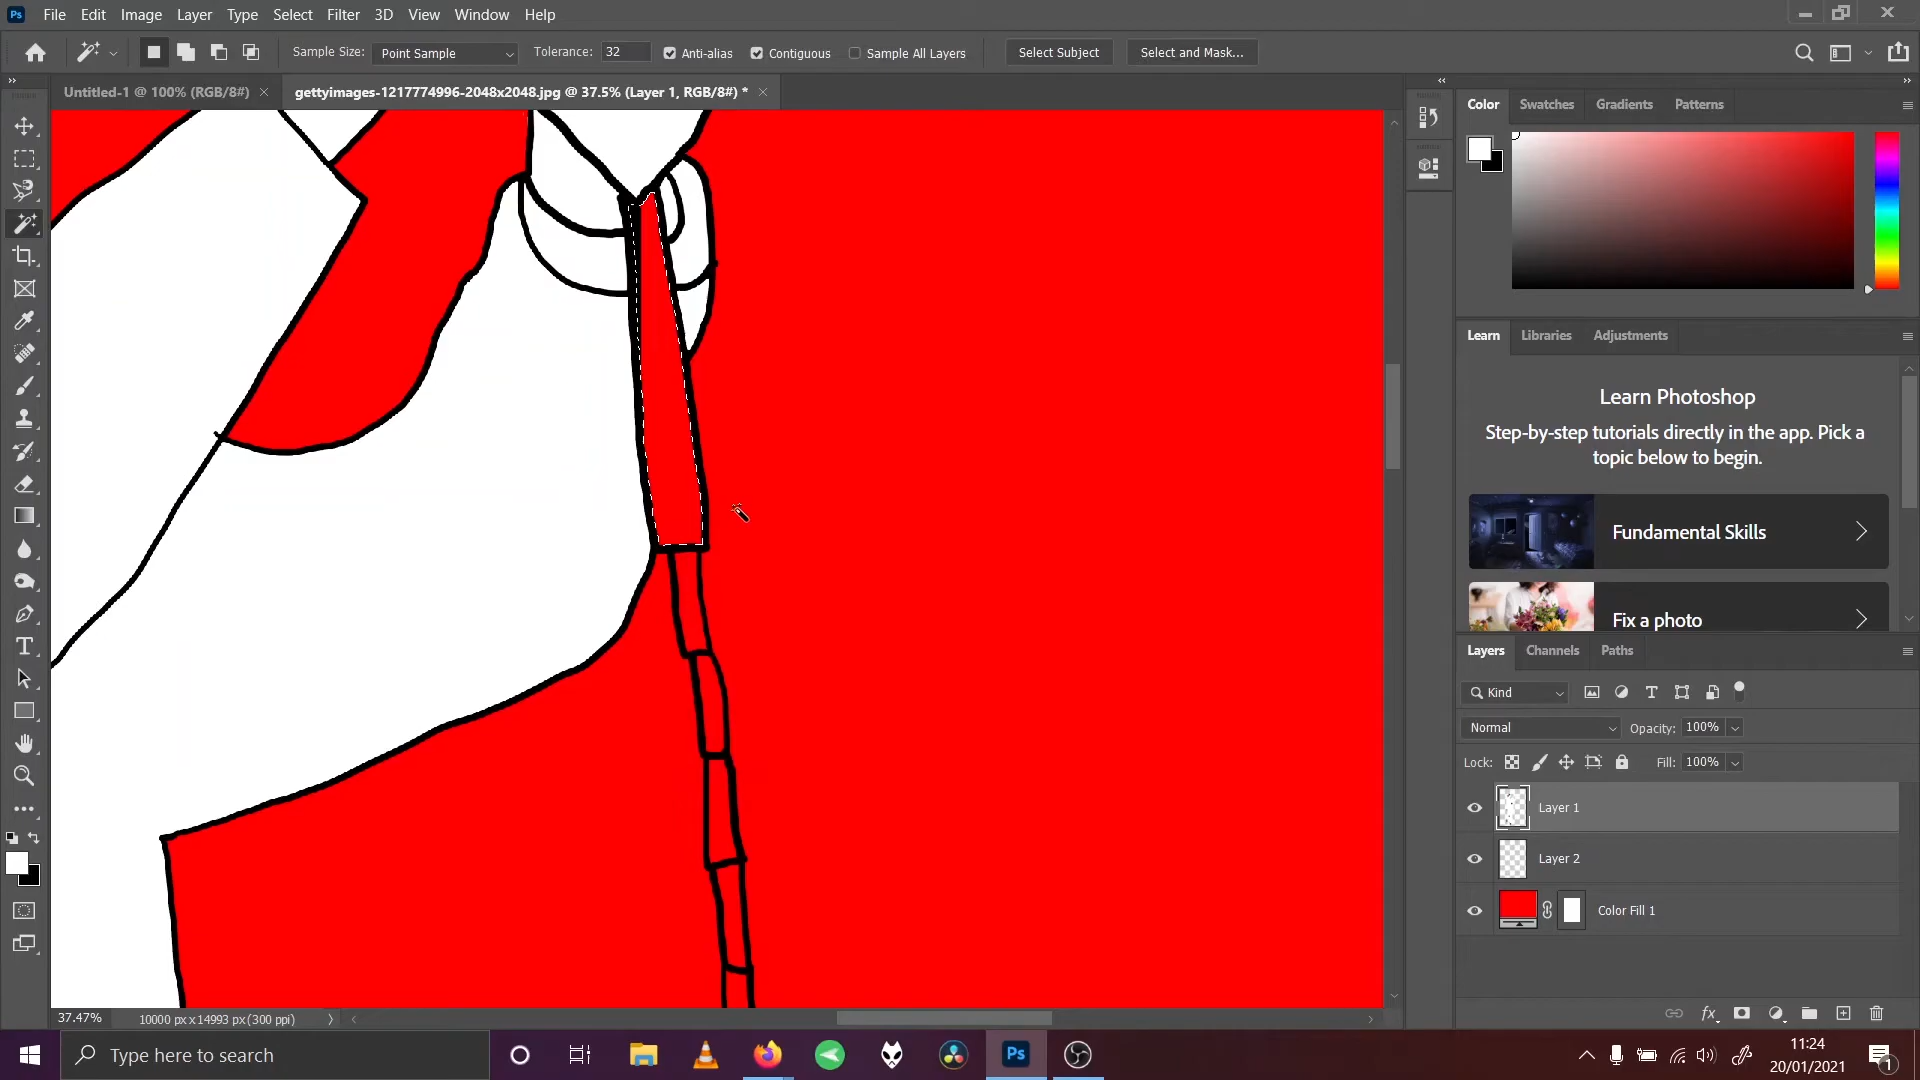 Ps File Edit Image Layer Type Select Filter 3D View Window Help
Sample Size: Point Sample Tolerance: 32 Anti-alias Contiguous Sample All Layers Select Subject Select and Mask...
Untitled-1 @ 100% (RGB/8#) gettyimages-1217774996-2048x2048.jpg @ 37.5% (Layer 1, RGB/8#) *
Color Swatches Gradients Patterns
Learn Libraries Adjustments
Learn Photoshop
Step-by-step tutorials directly in the app. Pick a
topic below to begin.
Fundamental Skills
Fix a photo
Layers Channels Paths
Kind
Normal Opacity: 100%
Lock: Fill: 100%
Layer 1
Layer 2
Color Fill 1
fx
37.47% 10000 px x 14993 px (300 ppi)
Type here to search
Ps
11:24
20/01/2021
1